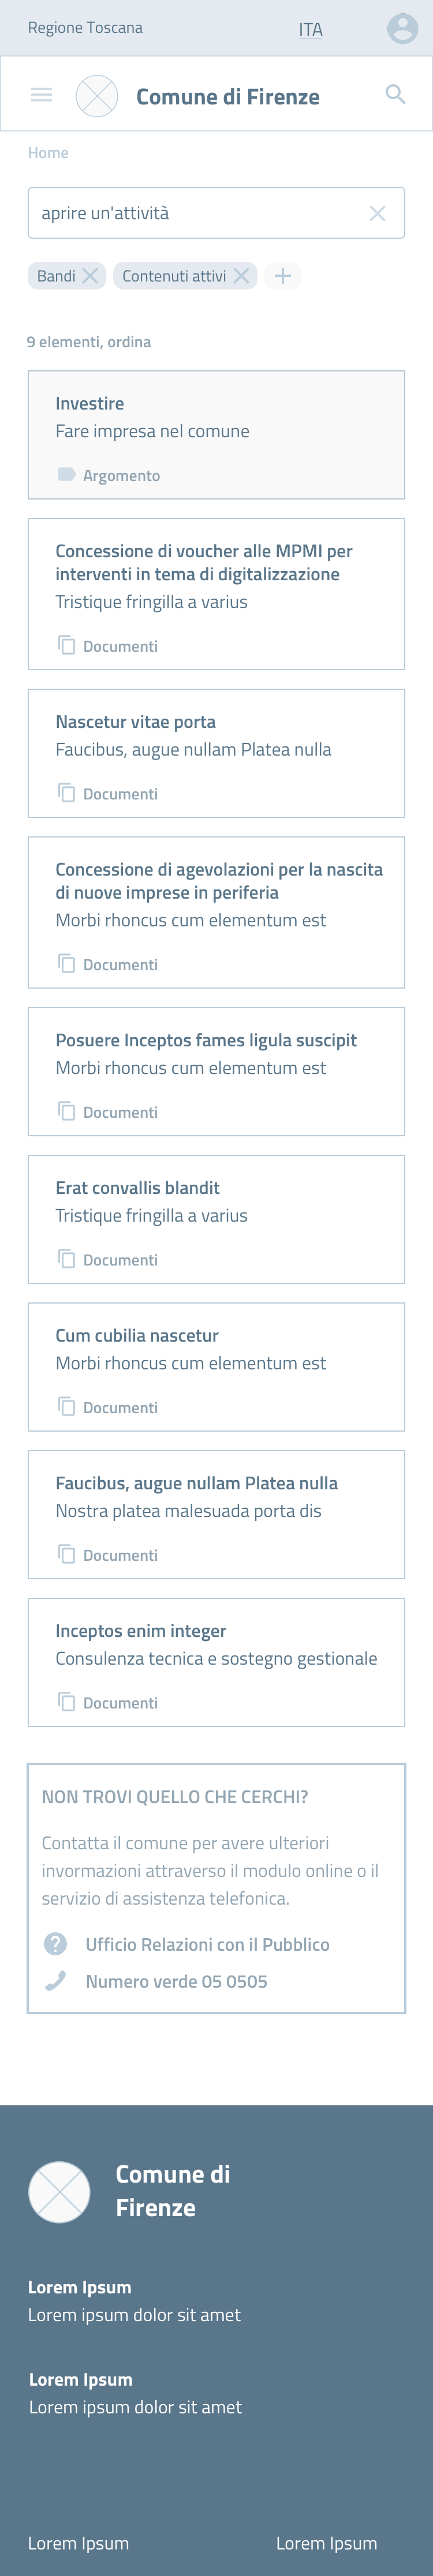 Regione Toscana
ITA
Comune di Firenze
Home
aprire un'attività
Bandi
Contenuti attivi
9 elementi, ordina
Investire
Fare impresa nel comune
Argomento
Concessione di voucher alle MPMI per
interventi in tema di digitalizzazione
Tristique fringilla a varius
Documenti
Nascetur vitae porta
Faucibus, augue nullam Platea nulla
Documenti
Concessione di agevolazioni per la nascita
di nuove imprese in periferia
Morbi rhoncus cum elementum est
Documenti
Posuere Inceptos fames ligula suscipit
Morbi rhoncus cum elementum est
Documenti
Erat convallis blandit
Tristique fringilla a varius
Documenti
Cum cubilia nascetur
Morbi rhoncus cum elementum est
Documenti
Faucibus, augue nullam Platea nulla
Nostra platea malesuada porta dis
Documenti
Inceptos enim integer
Consulenza tecnica e sostegno gestionale
Documenti
NON TROVI QUELLO CHE CERCHI?
Contatta il comune per avere ulteriori
invormazioni attraverso il modulo online o il
servizio di assistenza telefonica.
Ufficio Relazioni con il Pubblico
Numero verde 05 0505
Comune di
Firenze
Lorem Ipsum
Lorem ipsum dolor sit amet
Lorem Ipsum
Lorem ipsum dolor sit amet
Lorem Ipsum
Lorem Ipsum